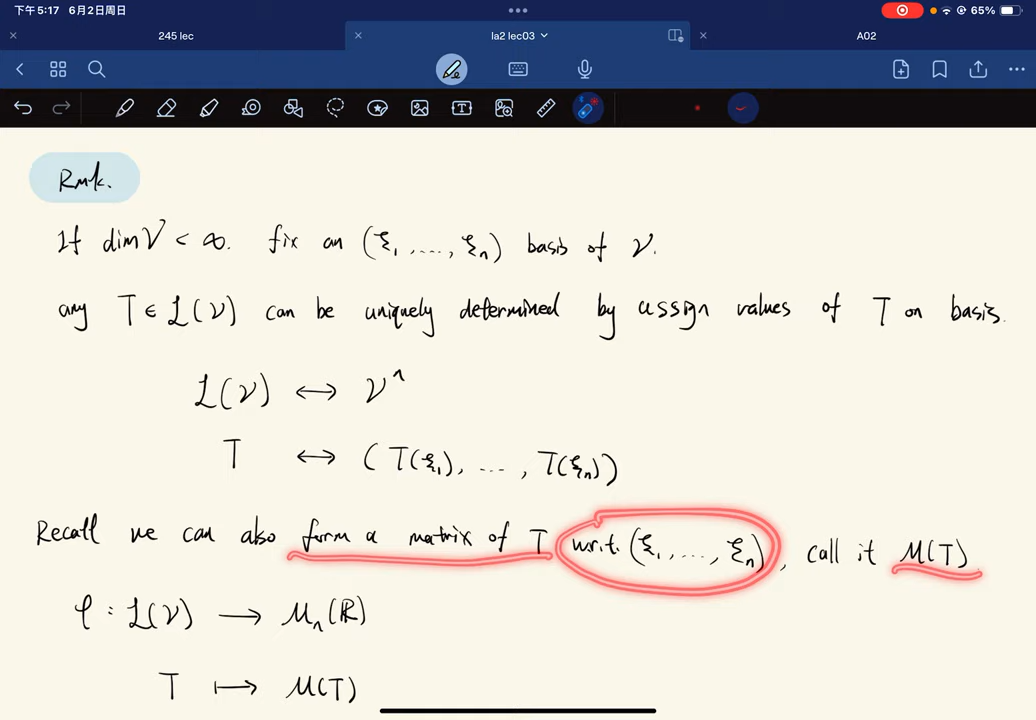 下午5:17 6月2日周日
65%
245 lec
la2 lec03
A02
Rmk.
If dim V < ∞. fix an (ξ₁, ...., ξₙ) basis of V.
any T ∈ L(V) can be uniquely determined by assign values of T on basis.
L(V) ↔ Vⁿ
T ↔ (T(ξ₁), ..., T(ξₙ))
Recall we can also form a matrix of T w.r.t. (ξ₁, ..., ξₙ), call it M(T).
φ : L(V) → Mₙ(ℝ)
T ↦ M(T)